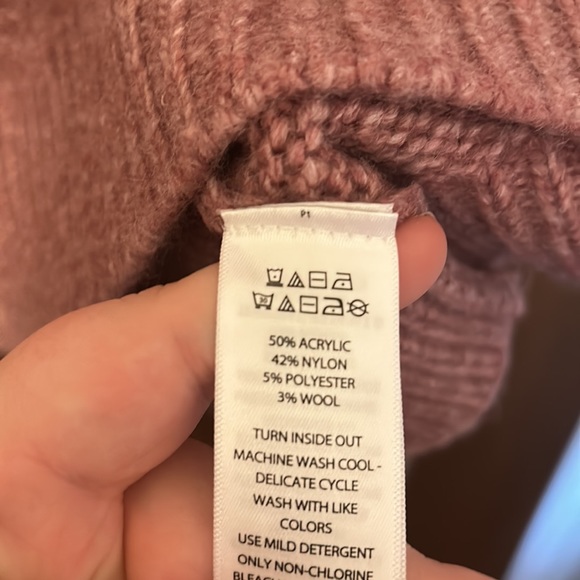 P1
50% ACRYLIC
42% NYLON
5% POLYESTER
3% WOOL
TURN INSIDE OUT
MACHINE WASH COOL -
DELICATE CYCLE
WASH WITH LIKE
COLORS
USE MILD DETERGENT
ONLY NON-CHLORINE